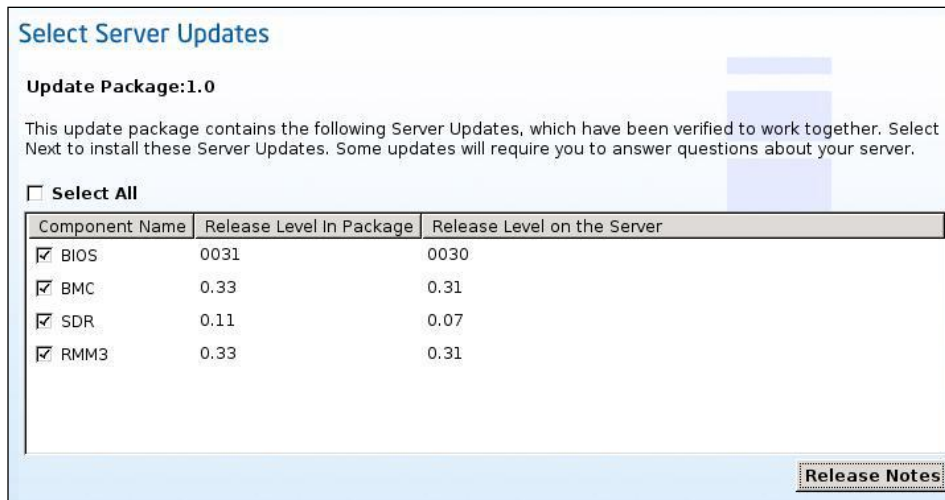 Select Server Updates
Update Package:1.0
This update package contains the following Server Updates, which have been verified to work together. Select
Next to install these Server Updates. Some updates will require you to answer questions about your server.
Select All
Component Name Release Level In Package Release Level on the Server
BIOS 0031 0030
BMC 0.33 0.31
SDR 0.11 0.07
RMM3 0.33 0.31
Release Notes